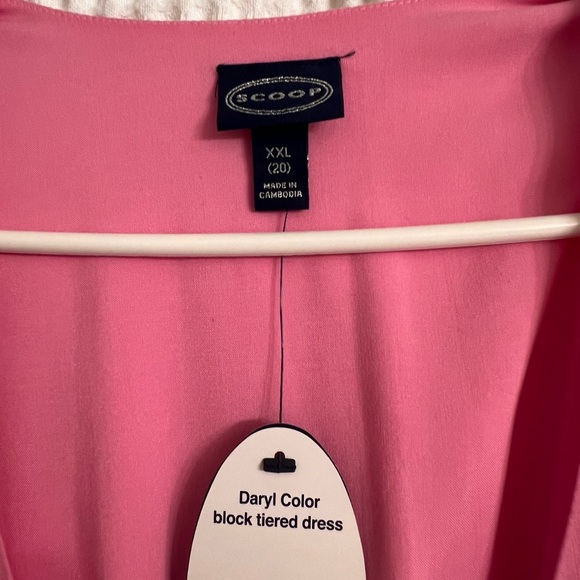 SCOOP
XXL
(20)
MADE IN
CAMBODIA
Daryl Color
block tiered dress